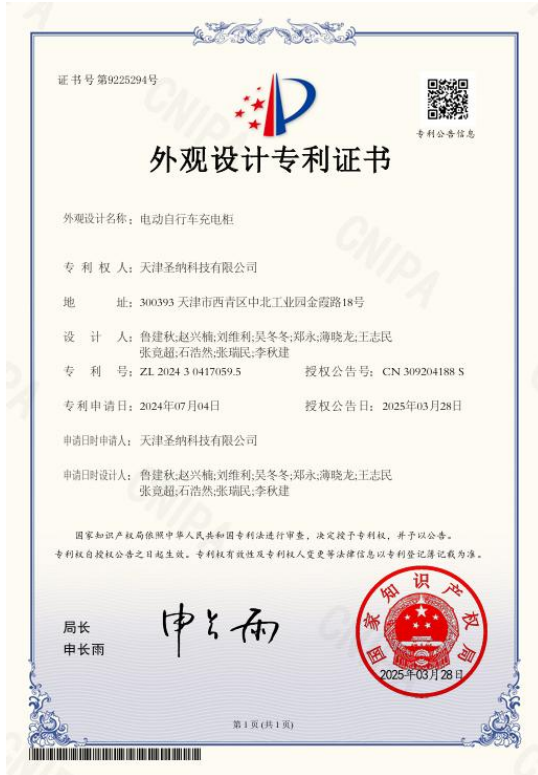 证书号第9225294号
专利公告信息
外观设计专利证书
外观设计名称：电动自行车充电柜
专 利 权 人：天津圣纳科技有限公司
地 址：300393 天津市西青区中北工业园金霞路18号
设 计 人：鲁建秋;赵兴楠;刘维利;吴冬冬;郑永;薄晓龙;王志民
张竟超;石浩然;张瑞民;李秋建
专 利 号：ZL 2024 3 0417059.5 授权公告号：CN 309204188 S
专利申请日：2024年07月04日 授权公告日：2025年03月28日
申请日时申请人：天津圣纳科技有限公司
申请日时设计人：鲁建秋;赵兴楠;刘维利;吴冬冬;郑永;薄晓龙;王志民
张竟超;石浩然;张瑞民;李秋建
国家知识产权局依照中华人民共和国专利法进行审查，决定授予专利权，并予以公告。
专利权自授权公告之日起生效。专利权有效性及专利权人变更等法律信息以专利登记簿记载为准。
局长
申长雨
申长雨
国家知识产权局
2025年03月28日
第 1 页 (共 1 页)
CNIPA